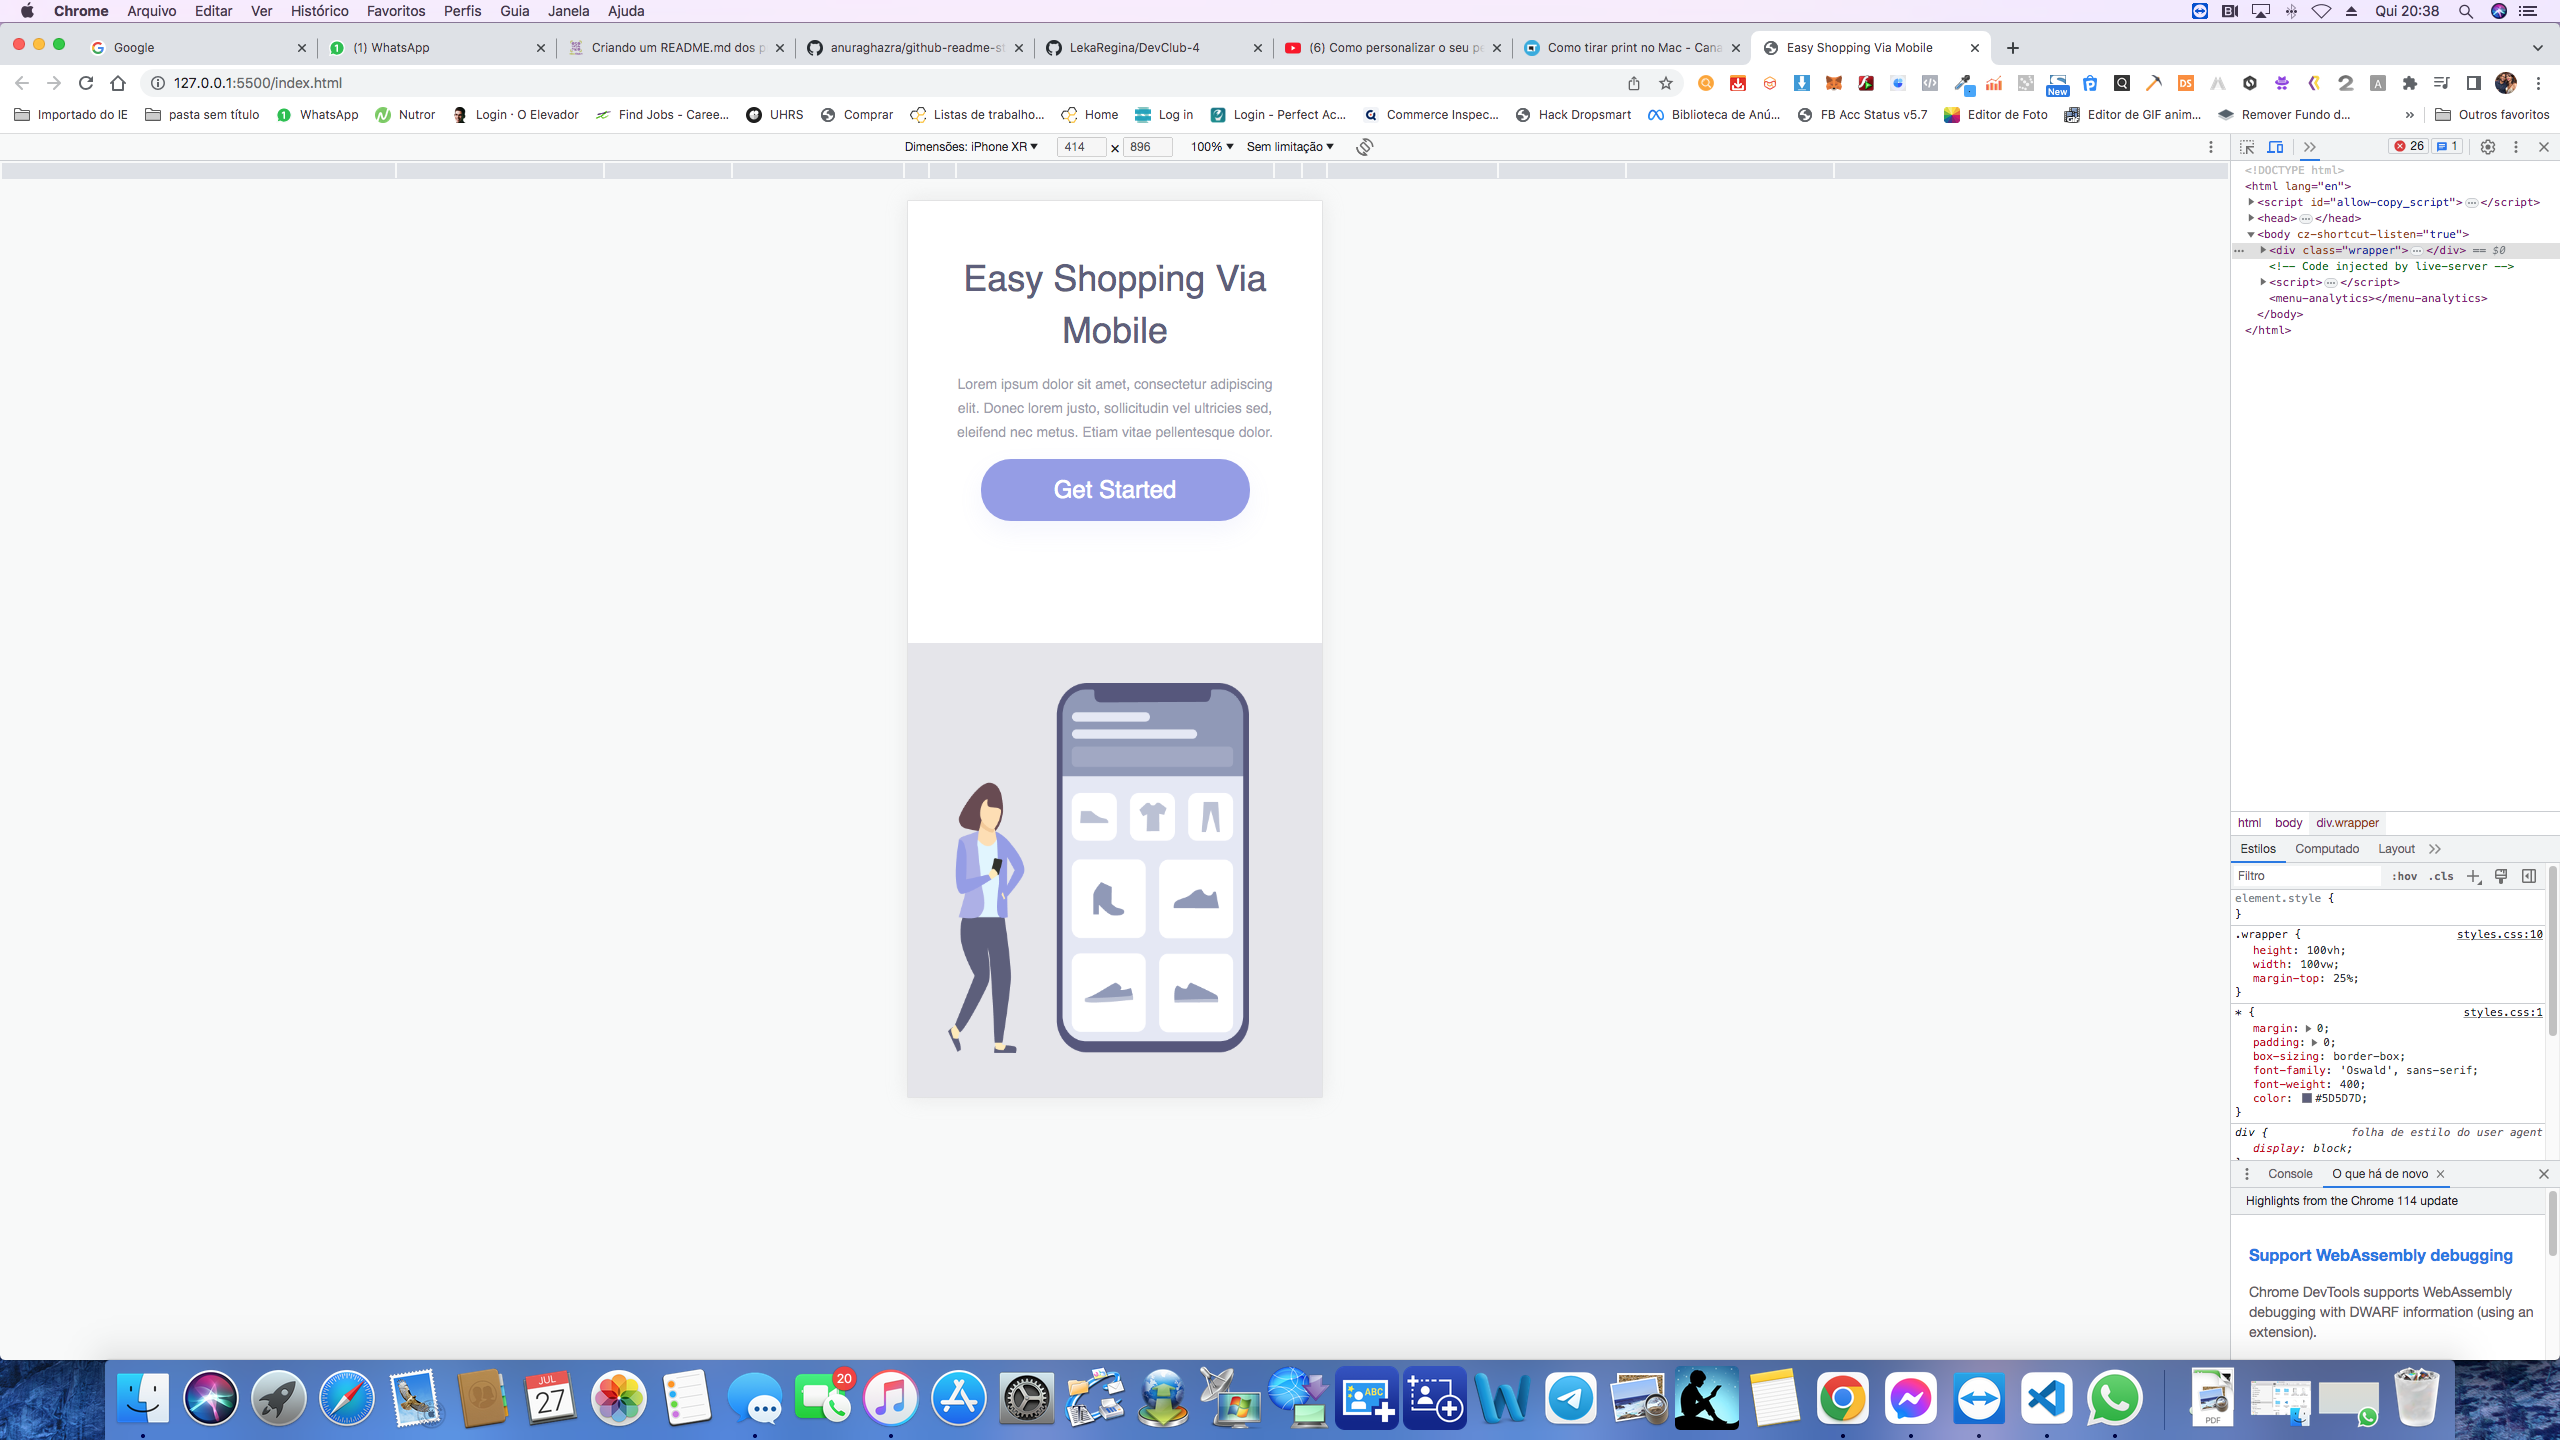 Chrome Arquivo Editar Ver Histórico Favoritos Perfis Guia Janela Ajuda Qui 20:38
Google (1) WhatsApp Criando um README.md dos p anuraghazra/github-readme-st LekaRegina/DevClub-4 (6) Como personalizar o seu pe Como tirar print no Mac - Cana Easy Shopping Via Mobile
127.0.0.1:5500/index.html
New
Importado do IE pasta sem título WhatsApp Nutror Login · O Elevador Find Jobs - Caree... UHRS Comprar Listas de trabalho... Home Log in Login - Perfect Ac... Commerce Inspec... Hack Dropsmart Biblioteca de Anú... FB Acc Status v5.7 Editor de Foto Editor de GIF anim... Remover Fundo d... » Outros favoritos
Dimensões: iPhone XR 414 × 896 100% Sem limitação
26 1
<!DOCTYPE html>
<html lang="en">
<script id="allow-copy_script">…</script>
<head>…</head>
<body cz-shortcut-listen="true">
<div class="wrapper">…</div> == $0
<!-- Code injected by live-server -->
<script>…</script>
<menu-analytics></menu-analytics>
</body>
</html>
Easy Shopping Via
Mobile
Lorem ipsum dolor sit amet, consectetur adipiscing
elit. Donec lorem justo, sollicitudin vel ultricies sed,
eleifend nec metus. Etiam vitae pellentesque dolor.
Get Started
html body div.wrapper
Estilos Computado Layout
Filtro :hov .cls
element.style {
}
.wrapper { styles.css:10
height: 100vh;
width: 100vw;
margin-top: 25%;
}
* { styles.css:1
margin: 0;
padding: 0;
box-sizing: border-box;
font-family: 'Oswald', sans-serif;
font-weight: 400;
color: #5D5D7D;
}
div { folha de estilo do user agent
display: block;
Console O que há de novo
Highlights from the Chrome 114 update
Support WebAssembly debugging
Chrome DevTools supports WebAssembly
debugging with DWARF information (using an
extension).
JUL
27
20
ABC
PDF